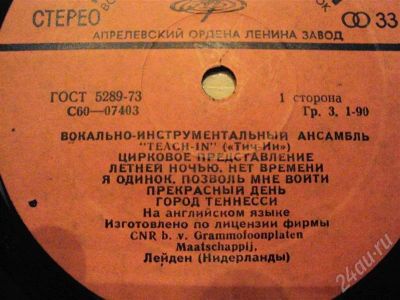 СТЕРЕО
33
АПРЕЛЕВСКИЙ ОРДЕНА ЛЕНИНА ЗАВОД
ГОСТ 5289-73
С60—07403
1 сторона
Гр. 3. 1-90
ВОКАЛЬНО-ИНСТРУМЕНТАЛЬНЫЙ АНСАМБЛЬ
"TEACH-IN" («Тич-Ин»)
ЦИРКОВОЕ ПРЕДСТАВЛЕНИЕ
ЛЕТНЕЙ НОЧЬЮ, НЕТ ВРЕМЕНИ
Я ОДИНОК, ПОЗВОЛЬ МНЕ ВОЙТИ
ПРЕКРАСНЫЙ ДЕНЬ
ГОРОД ТЕННЕССИ
На английском языке
Изготовлено по лицензии фирмы
CNR b. v. Grammofoonplaten
Maatschappij,
Лейден (Нидерланды)
24au.ru